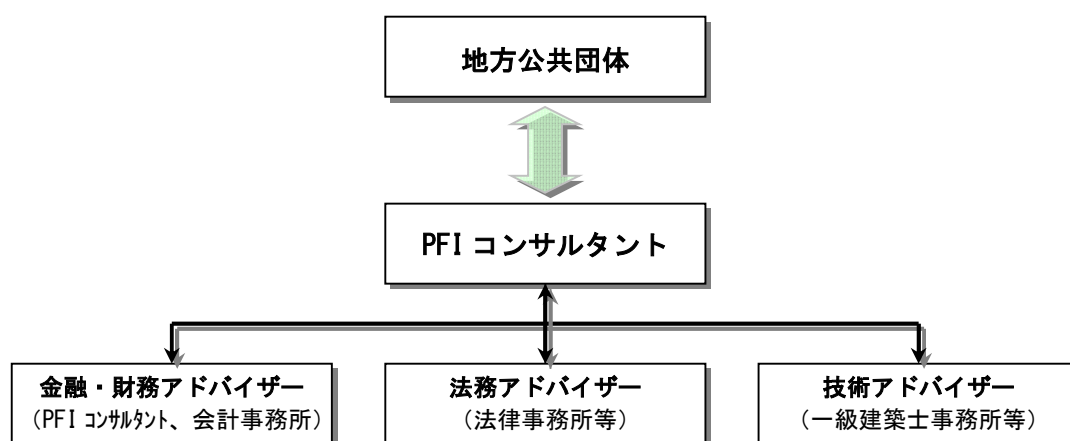 地方公共団体
PFI コンサルタント
金融・財務アドバイザー
（PFI ｺﾝｻﾙﾀﾝﾄ、会計事務所）
法務アドバイザー
（法律事務所等）
技術アドバイザー
（一級建築士事務所等）